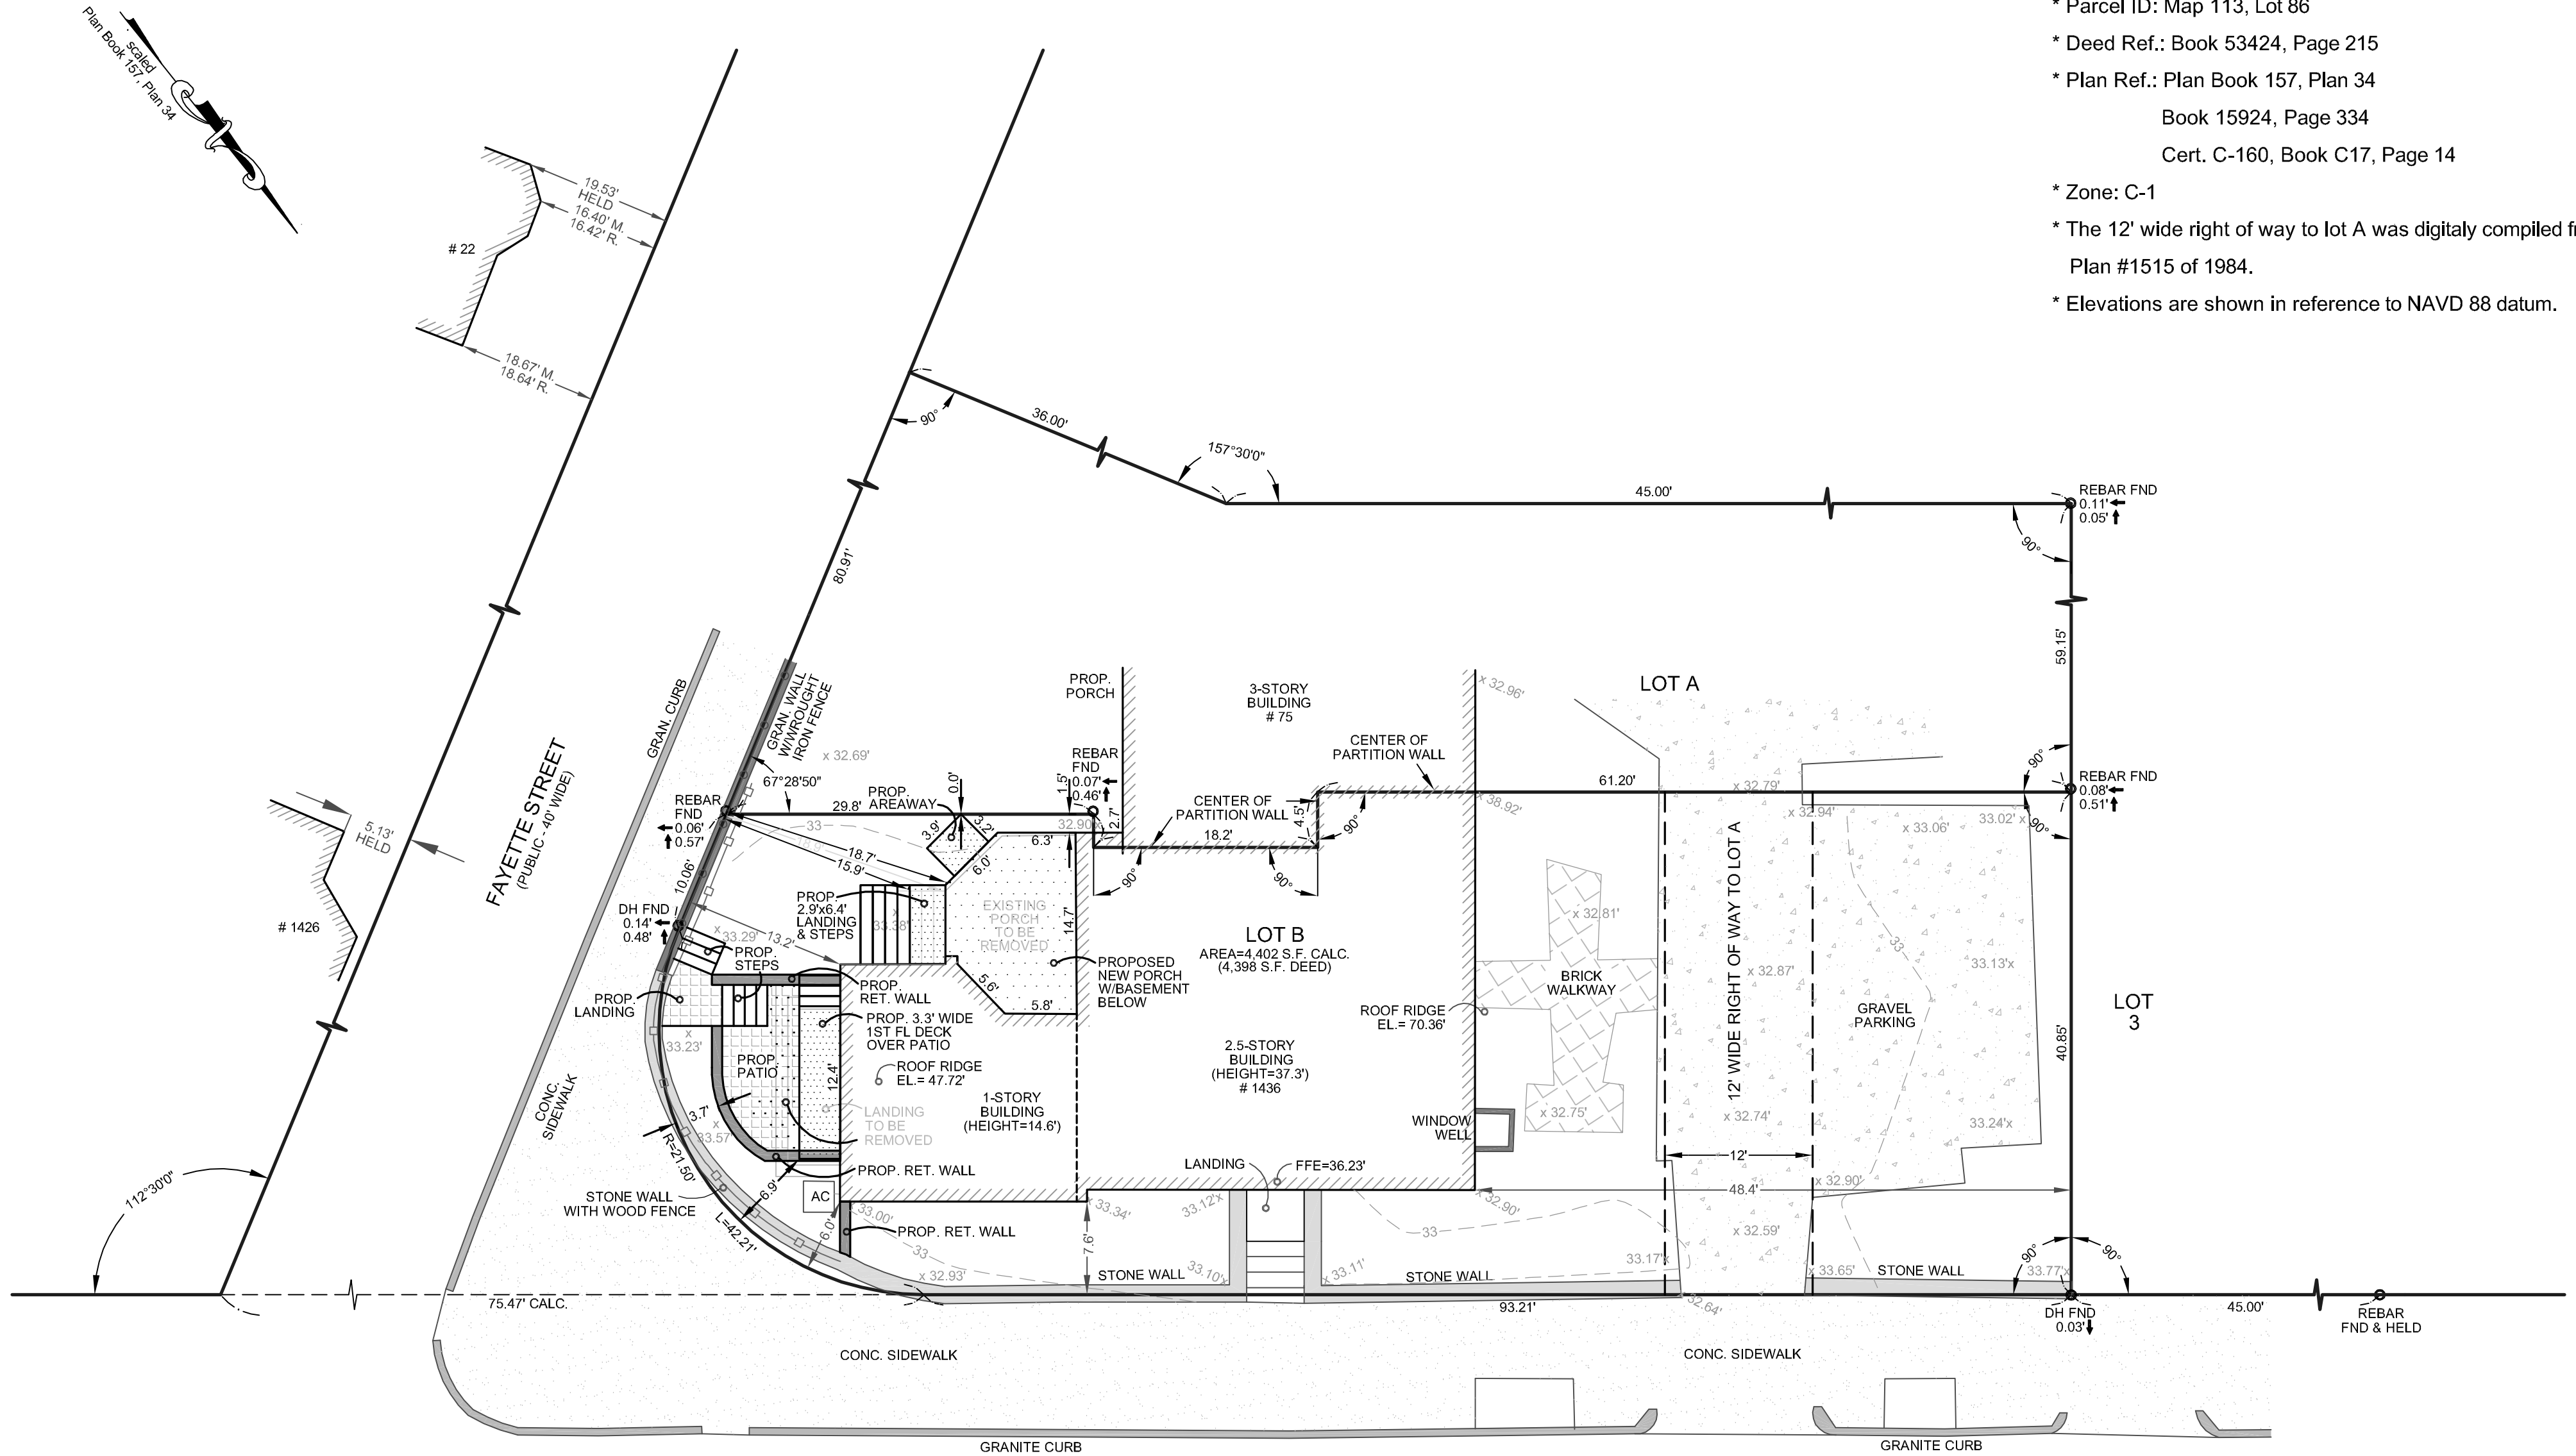 * Parcel ID: Map 113, Lot 86
* Deed Ref.: Book 53424, Page 215
* Plan Ref.: Plan Book 157, Plan 34
Book 15924, Page 334
Cert. C-160, Book C17, Page 14
* Zone: C-1
* The 12' wide right of way to lot A was digitaly compiled
Plan #1515 of 1984.
* Elevations are shown in reference to NAVD 88 datum.
scaled
Plan Book 157, Plan 34
19.53'
HELD
16.40' M.
16.42' R.
# 22
18.67' M.
18.64' R.
90°
36.00'
157°30'0"
45.00'
REBAR FND
0.11'
0.05'
90°
80.91'
59.15'
GRAN. CURB
GRAN. WALL
W/WROUGHT
IRON FENCE
x 32.69'
PROP.
PORCH
3-STORY
BUILDING
# 75
x 32.96'
LOT A
CENTER OF
PARTITION WALL
REBAR
FND
0.07'
0.46'
67°28'50"
29.8'
PROP.
AREAWAY
0.0'
1.5'
2.7'
32.90'x
CENTER OF
PARTITION WALL
18.2'
4.5'
90°
90°
90°
61.20'
x 38.92'
x 32.79'
x 32.94'
x 33.06'
33.02' x
90°
90°
REBAR FND
0.08'
0.51'
5.13'
HELD
FAYETTE STREET
(PUBLIC - 40' WIDE)
# 1426
REBAR
FND
0.06'
0.57'
10.06'
33
18.9'
18.7'
15.9'
3.9'
3.2'
6.0'
6.3'
DH FND
0.14'
0.48'
x 33.29'
13.2'
PROP.
2.9'x6.4'
LANDING
& STEPS
33.38'
EXISTING
PORCH
TO BE
REMOVED
14.7'
PROP.
STEPS
PROP.
LANDING
PROP.
RET. WALL
5.6'
5.8'
PROPOSED
NEW PORCH
W/BASEMENT
BELOW
LOT B
AREA=4,402 S.F. CALC.
(4,398 S.F. DEED)
ROOF RIDGE
EL.= 70.36'
BRICK
WALKWAY
x 32.81'
12' WIDE RIGHT OF WAY TO LOT A
x 32.87'
33
33.13'x
GRAVEL
PARKING
LOT
3
40.85'
PROP. 3.3' WIDE
1ST FL DECK
OVER PATIO
x
33.23'
PROP.
PATIO
12.4'
ROOF RIDGE
EL.= 47.72'
LANDING
TO BE
REMOVED
1-STORY
BUILDING
(HEIGHT=14.6')
2.5-STORY
BUILDING
(HEIGHT=37.3')
# 1436
WINDOW
WELL
x 32.75'
x 32.74'
33.24'x
CONC.
SIDEWALK
3.7'
x
33.57'
R=21.50'
PROP. RET. WALL
LANDING
FFE=36.23'
12'
112°30'0"
STONE WALL
WITH WOOD FENCE
6.9'
AC
L=42.21'
6.0'
x 33.00'
PROP. RET. WALL
x 33.34'
33.12'x
x 32.90'
48.4'
x 32.90'
33
x 32.93'
7.6'
33
x 32.59'
90°
90°
STONE WALL
33.10'x
x 33.11'
STONE WALL
33.17'x
x 33.65'
STONE WALL
33.77'x
75.47' CALC.
93.21'
x 32.64'
DH FND
0.03'
45.00'
REBAR
FND & HELD
CONC. SIDEWALK
CONC. SIDEWALK
GRANITE CURB
GRANITE CURB